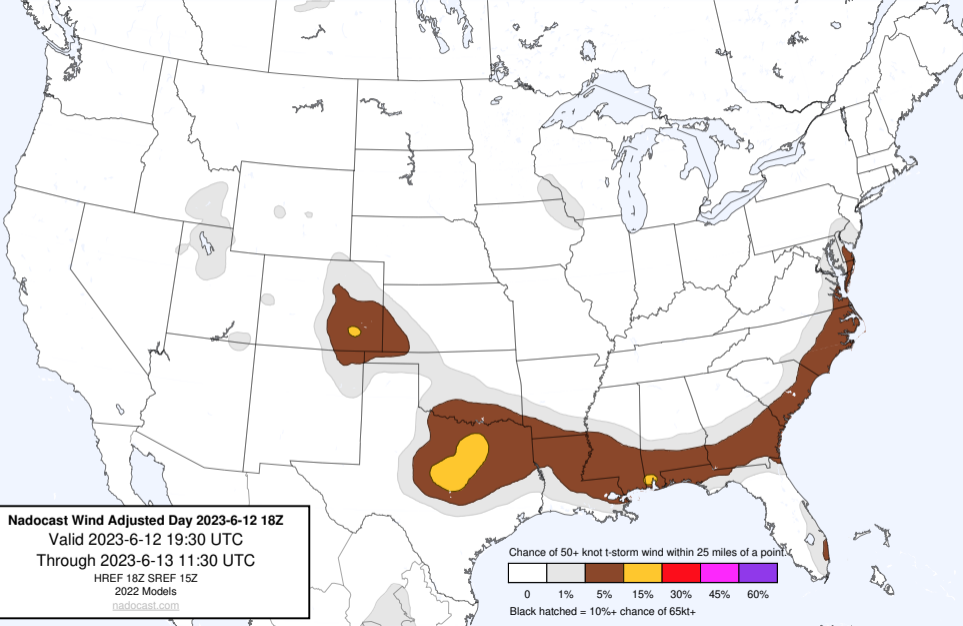 Nadocast Wind Adjusted Day 2023-6-12 18Z
Valid 2023-6-12 19:30 UTC
Through 2023-6-13 11:30 UTC
HREF 18Z SREF 15Z
2022 Models
nadocast.com
Chance of 50+ knot t-storm wind within 25 miles of a point.
0 1% 5% 15% 30% 45% 60%
Black hatched = 10%+ chance of 65kt+